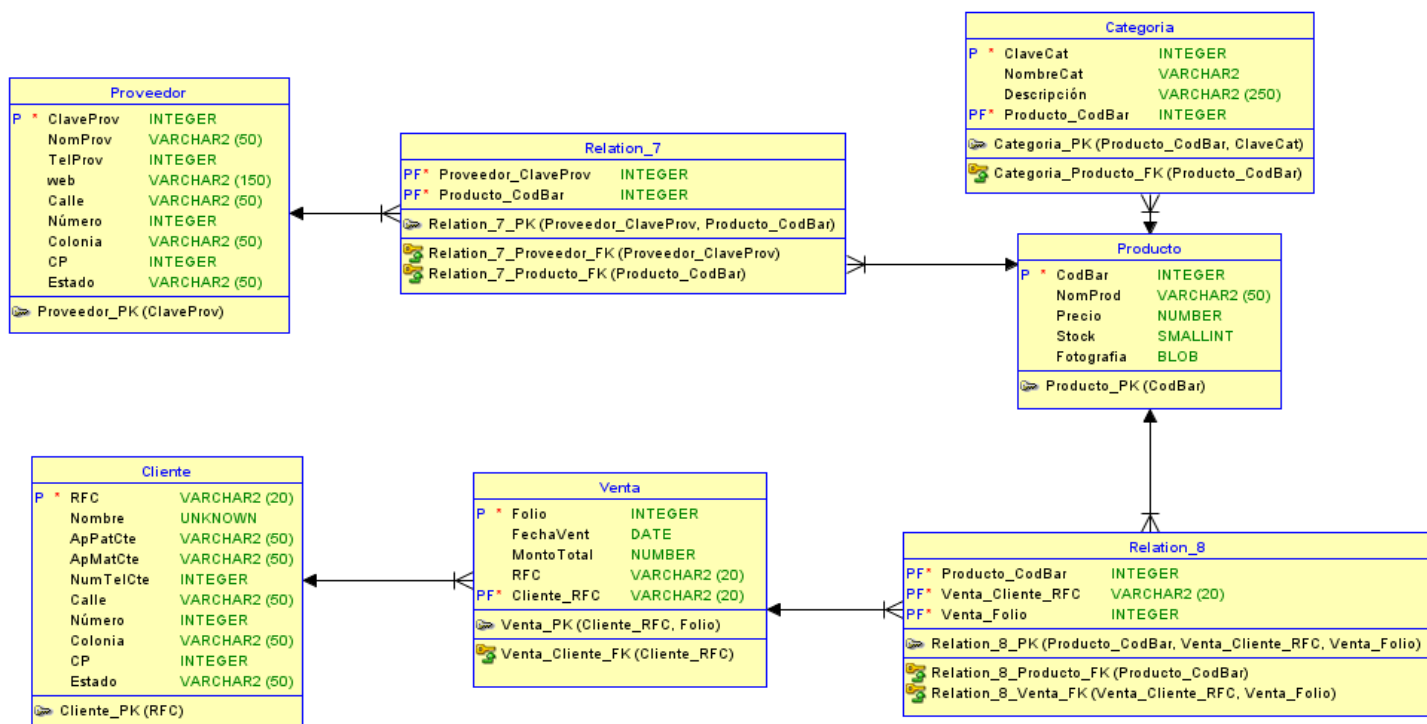 Proveedor
P * ClaveProv INTEGER
NomProv VARCHAR2 (50)
TelProv INTEGER
web VARCHAR2 (150)
Calle VARCHAR2 (50)
Número INTEGER
Colonia VARCHAR2 (50)
CP INTEGER
Estado VARCHAR2 (50)
Proveedor_PK (ClaveProv)
Relation_7
PF* Proveedor_ClaveProv INTEGER
PF* Producto_CodBar INTEGER
Relation_7_PK (Proveedor_ClaveProv, Producto_CodBar)
Relation_7_Proveedor_FK (Proveedor_ClaveProv)
Relation_7_Producto_FK (Producto_CodBar)
Categoria
P * ClaveCat INTEGER
NombreCat VARCHAR2
Descripción VARCHAR2 (250)
PF* Producto_CodBar INTEGER
Categoria_PK (Producto_CodBar, ClaveCat)
Categoria_Producto_FK (Producto_CodBar)
Producto
P * CodBar INTEGER
NomProd VARCHAR2 (50)
Precio NUMBER
Stock SMALLINT
Fotografia BLOB
Producto_PK (CodBar)
Cliente
P * RFC VARCHAR2 (20)
Nombre UNKNOWN
ApPatCte VARCHAR2 (50)
ApMatCte VARCHAR2 (50)
NumTelCte INTEGER
Calle VARCHAR2 (50)
Número INTEGER
Colonia VARCHAR2 (50)
CP INTEGER
Estado VARCHAR2 (50)
Cliente_PK (RFC)
Venta
P * Folio INTEGER
FechaVent DATE
MontoTotal NUMBER
RFC VARCHAR2 (20)
PF* Cliente_RFC VARCHAR2 (20)
Venta_PK (Cliente_RFC, Folio)
Venta_Cliente_FK (Cliente_RFC)
Relation_8
PF* Producto_CodBar INTEGER
PF* Venta_Cliente_RFC VARCHAR2 (20)
PF* Venta_Folio INTEGER
Relation_8_PK (Producto_CodBar, Venta_Cliente_RFC, Venta_Folio)
Relation_8_Producto_FK (Producto_CodBar)
Relation_8_Venta_FK (Venta_Cliente_RFC, Venta_Folio)